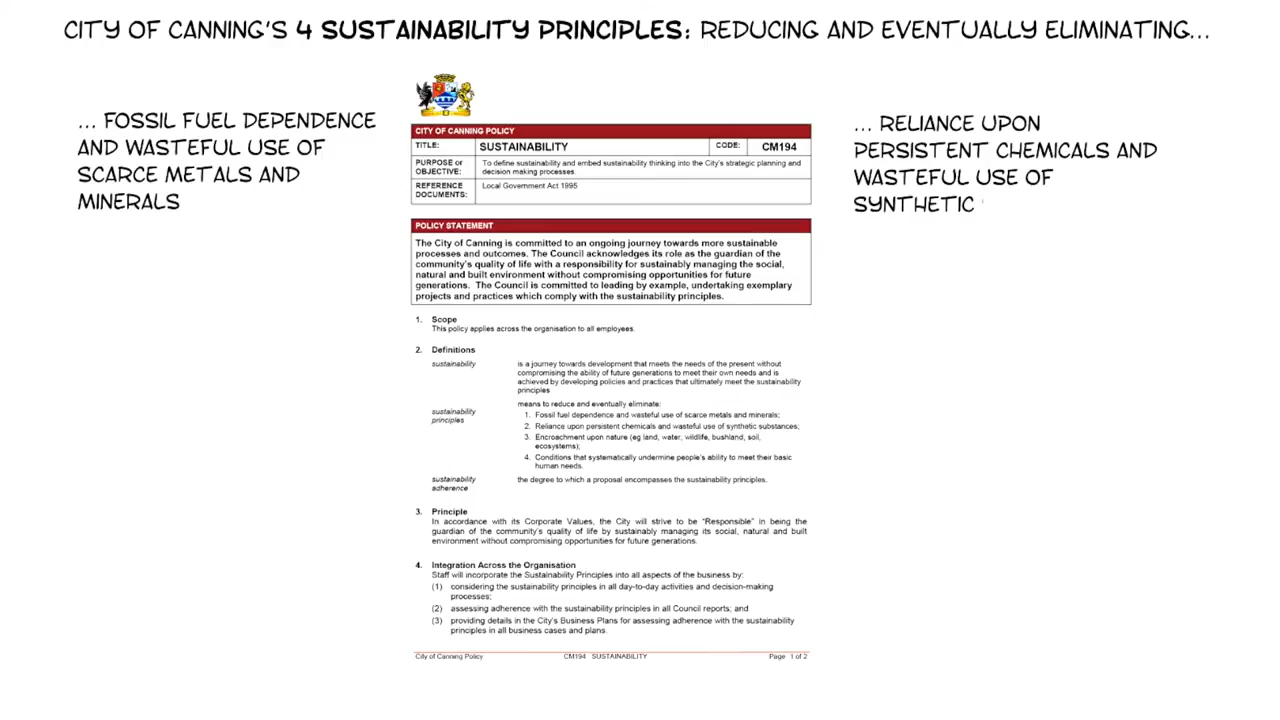 CITY OF CANNING'S 4 SUSTAINABILITY PRINCIPLES: REDUCING AND EVENTUALLY ELIMINATING...
... FOSSIL FUEL DEPENDENCE
AND WASTEFUL USE OF
SCARCE METALS AND
MINERALS
CITY OF CANNING POLICY
TITLE: SUSTAINABILITY CODE: CM194
PURPOSE or OBJECTIVE: To define sustainability and embed sustainability thinking into the City's strategic planning and
decision making processes.
REFERENCE DOCUMENTS: Local Government Act 1995
POLICY STATEMENT
The City of Canning is committed to an ongoing journey towards more sustainable
processes and outcomes. The Council acknowledges its role as the guardian of the
community's quality of life with a responsibility for sustainably managing the social,
natural and built environment without compromising opportunities for future
generations. The Council is committed to leading by example, undertaking exemplary
projects and practices which comply with the sustainability principles.
1. Scope
This policy applies across the organisation to all employees.
2. Definitions
sustainability is a journey towards development that meets the needs of the present without
compromising the ability of future generations to meet their own needs and is
achieved by developing policies and practices that ultimately meet the sustainability
principles
sustainability principles means to reduce and eventually eliminate:
1. Fossil fuel dependence and wasteful use of scarce metals and minerals;
2. Reliance upon persistent chemicals and wasteful use of synthetic substances;
3. Encroachment upon nature (eg land, water, wildlife, bushland, soil,
ecosystems);
4. Conditions that systematically undermine people's ability to meet their basic
human needs.
sustainability adherence the degree to which a proposal encompasses the sustainability principles.
3. Principle
In accordance with its Corporate Values, the City will strive to be "Responsible" in being the
guardian of the community's quality of life by sustainably managing its social, natural and built
environment without compromising opportunities for future generations.
4. Integration Across the Organisation
Staff will incorporate the Sustainability Principles into all aspects of the business by:
(1) considering the sustainability principles in all day-to-day activities and decision-making
processes;
(2) assessing adherence with the sustainability principles in all Council reports; and
(3) providing details in the City's Business Plans for assessing adherence with the sustainability
principles in all business cases and plans.
City of Canning Policy CM194 SUSTAINABILITY Page 1 of 2
... RELIANCE UPON
PERSISTENT CHEMICALS AND
WASTEFUL USE OF
SYNTHETIC